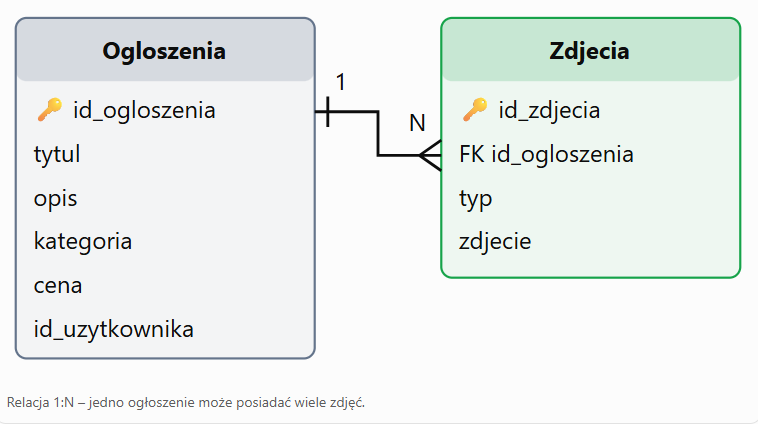 Ogloszenia
id_ogloszenia
tytul
opis
kategoria
cena
id_uzytkownika
1
N
Zdjecia
id_zdjecia
FK id_ogloszenia
typ
zdjecie
Relacja 1:N – jedno ogłoszenie może posiadać wiele zdjęć.